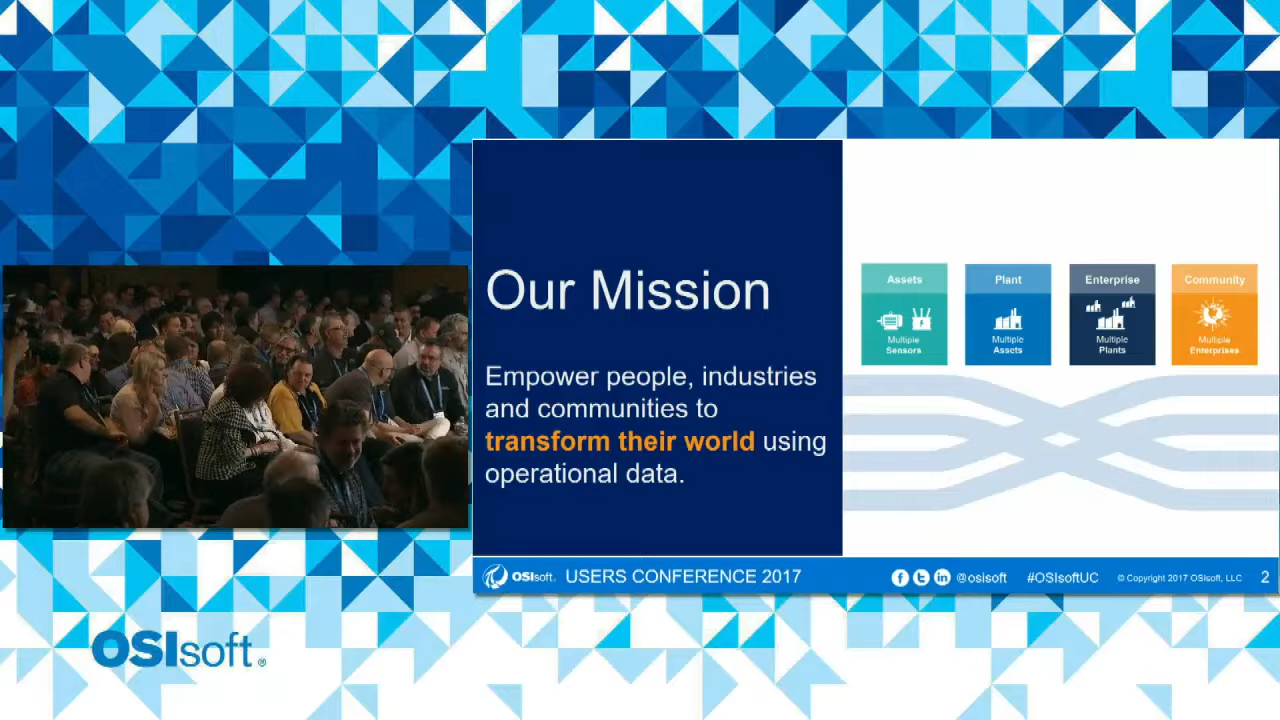 Our Mission
Empower people, industries
and communities to
transform their world using
operational data.
Assets
Multiple
Sensors
Plant
Multiple
Assets
Enterprise
Multiple
Plants
Community
Multiple
Enterprises
OSIsoft. USERS CONFERENCE 2017
@osisoft #OSIsoftUC © Copyright 2017 OSIsoft, LLC 2
OSIsoft®